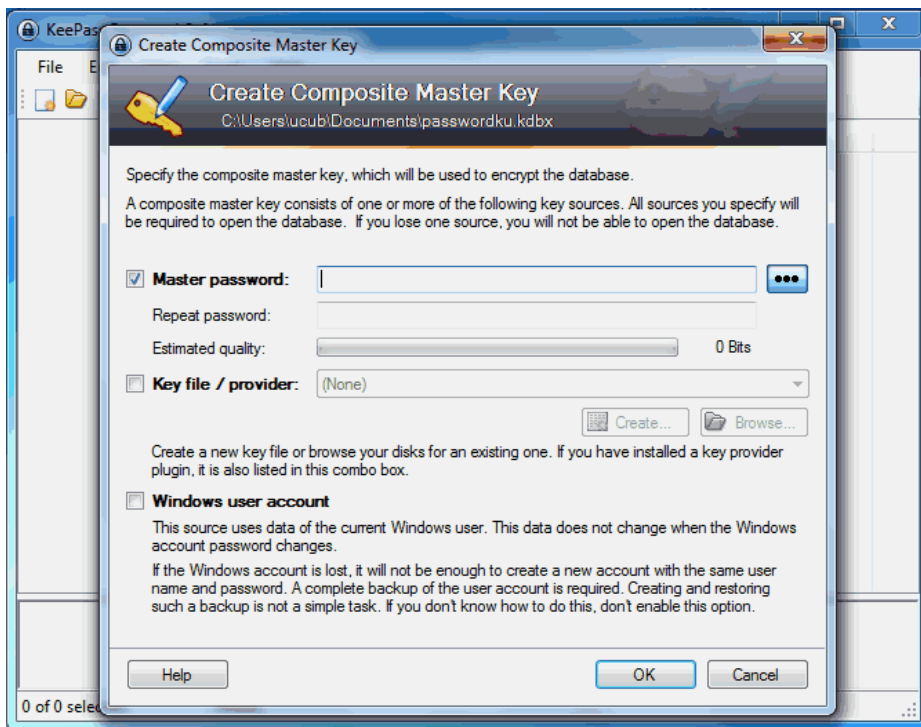 KeePas
Create Composite Master Key
File
Create Composite Master Key
C:\Users\ucub\Documents\passwordku.kdbx
Specify the composite master key, which will be used to encrypt the database.
A composite master key consists of one or more of the following key sources. All sources you specify will
be required to open the database. If you lose one source, you will not be able to open the database.
Master password:
Repeat password:
Estimated quality: 0 Bits
Key file / provider: (None)
Create... Browse...
Create a new key file or browse your disks for an existing one. If you have installed a key provider
plugin, it is also listed in this combo box.
Windows user account
This source uses data of the current Windows user. This data does not change when the Windows
account password changes.
If the Windows account is lost, it will not be enough to create a new account with the same user
name and password. A complete backup of the user account is required. Creating and restoring
such a backup is not a simple task. If you don't know how to do this, don't enable this option.
Help OK Cancel
0 of 0 selec